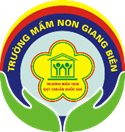 TRƯỜNG MẦM NON GIANG BIÊN
TRƯỜNG MẦM NON
ĐẠT CHUẨN QUỐC GIA